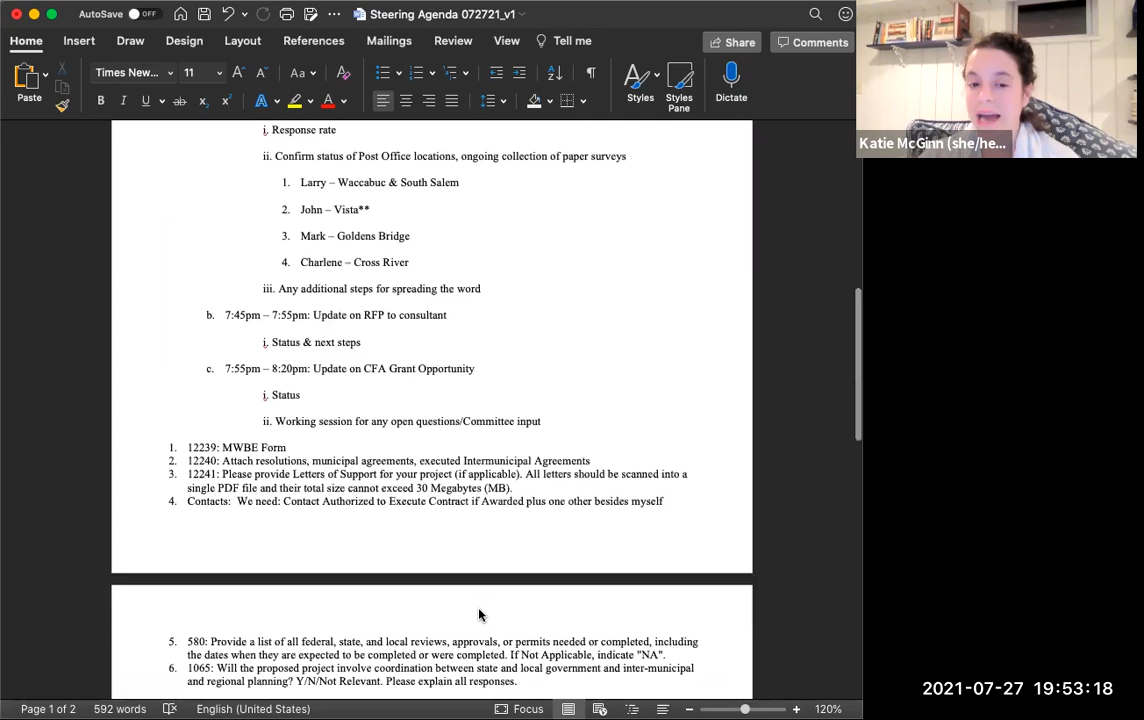 AutoSave OFF
Steering Agenda 072721_v1
Home Insert Draw Design Layout References Mailings Review View Tell me
Share Comments
Paste
Times New... 11
Aa
B I U ab x₂ x² A A
Styles
Styles Pane
Dictate
Katie McGinn (she/he...
i. Response rate
ii. Confirm status of Post Office locations, ongoing collection of paper surveys
1. Larry – Waccabuc & South Salem
2. John – Vista**
3. Mark – Goldens Bridge
4. Charlene – Cross River
iii. Any additional steps for spreading the word
b. 7:45pm – 7:55pm: Update on RFP to consultant
i. Status & next steps
c. 7:55pm – 8:20pm: Update on CFA Grant Opportunity
i. Status
ii. Working session for any open questions/Committee input
1. 12239: MWBE Form
2. 12240: Attach resolutions, municipal agreements, executed Intermunicipal Agreements
3. 12241: Please provide Letters of Support for your project (if applicable). All letters should be scanned into a
single PDF file and their total size cannot exceed 30 Megabytes (MB).
4. Contacts: We need: Contact Authorized to Execute Contract if Awarded plus one other besides myself
5. 580: Provide a list of all federal, state, and local reviews, approvals, or permits needed or completed, including
the dates when they are expected to be completed or were completed. If Not Applicable, indicate "NA".
6. 1065: Will the proposed project involve coordination between state and local government and inter-municipal
and regional planning? Y/N/Not Relevant. Please explain all responses.
2021-07-27 19:53:18
Page 1 of 2 592 words English (United States) Focus 120%